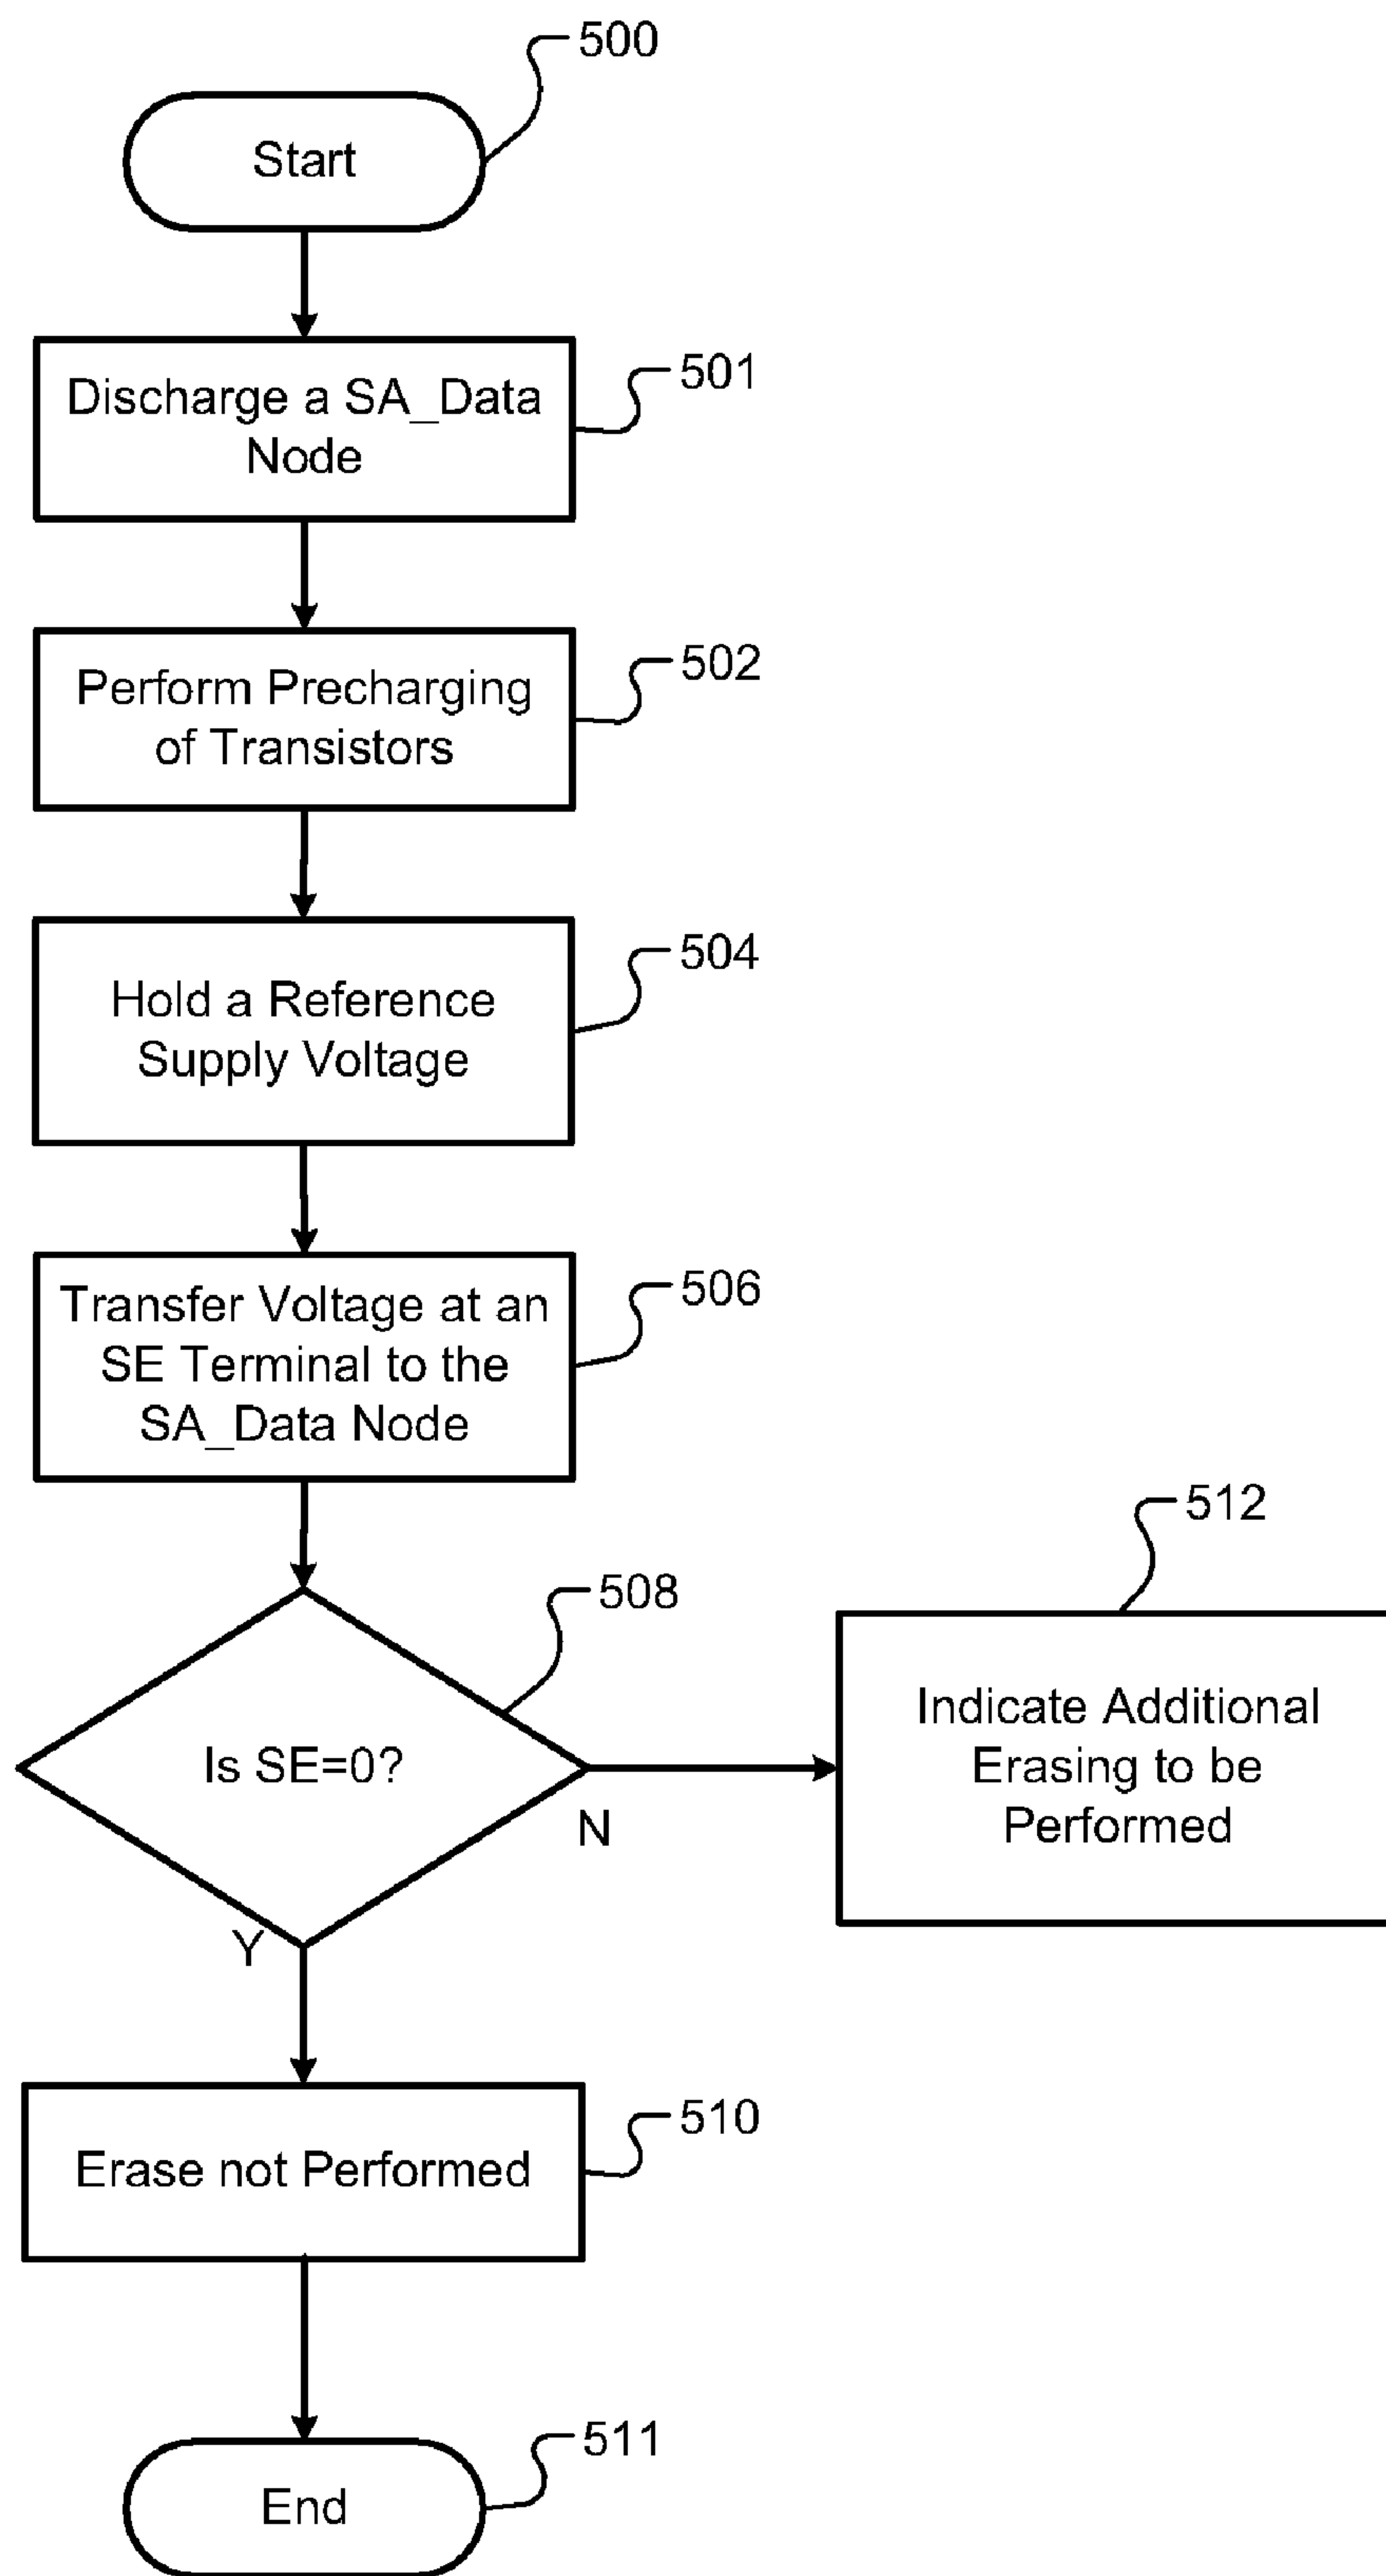 500
Start
501
Discharge a SA_Data
Node
502
Perform Precharging
of Transistors
504
Hold a Reference
Supply Voltage
506
Transfer Voltage at an
SE Terminal to the
SA_Data Node
508
Is SE=0?
N
Y
512
Indicate Additional
Erasing to be
Performed
510
Erase not Performed
511
End